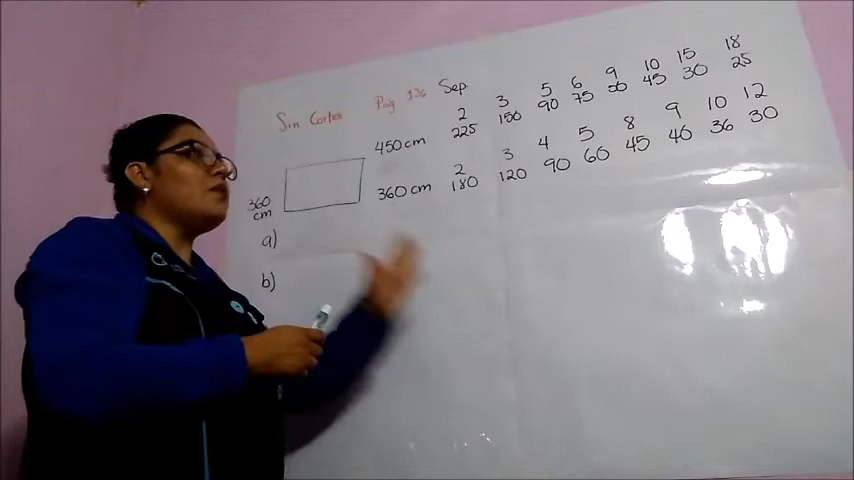 Sin Cortes Pag 136 Sep.
2 3 5 6 9 10 15 18
450 cm 225 150 90 75 50 45 30 25
2 3 4 5 8 9 10 12
360 cm 180 120 90 60 45 40 36 30
360
cm
a)
b)